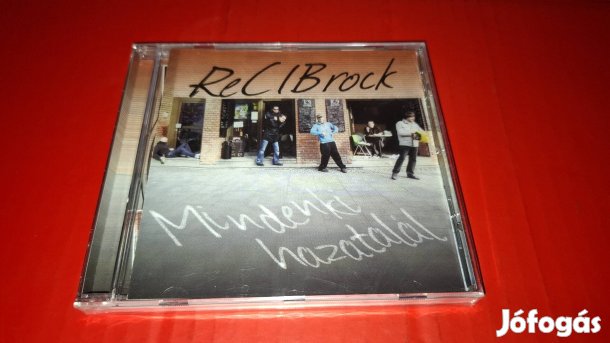 ReCIBrock
Mindenki
hazatalál
Jófogás